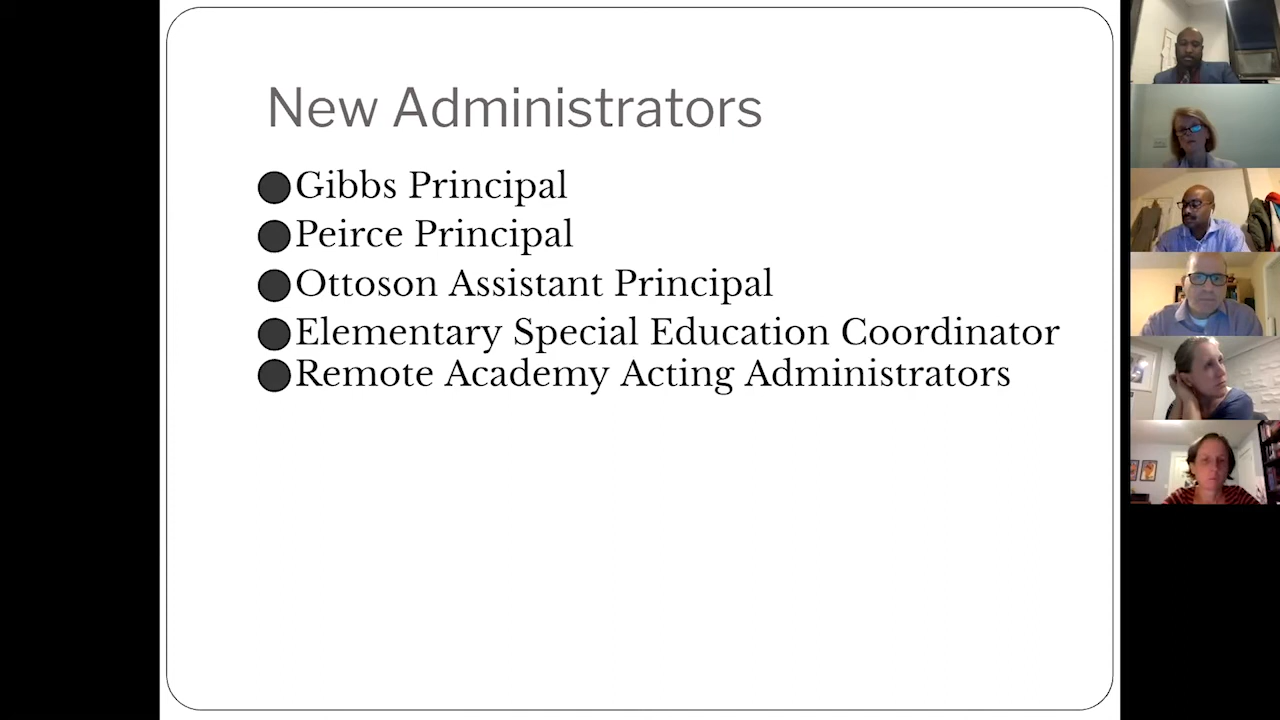 New Administrators
Gibbs Principal
Peirce Principal
Ottoson Assistant Principal
Elementary Special Education Coordinator
Remote Academy Acting Administrators